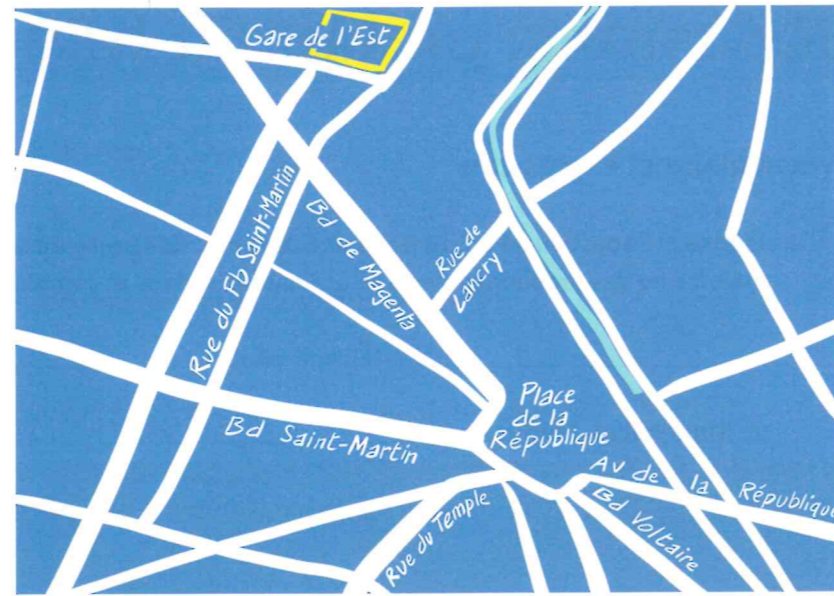 Gare de l'Est
Rue du Fb Saint-Martin
Bd de Magenta
Rue de
Lancry
Place
de la
République
Bd Saint-Martin
Av de la République
Rue du Temple
Bd Voltaire